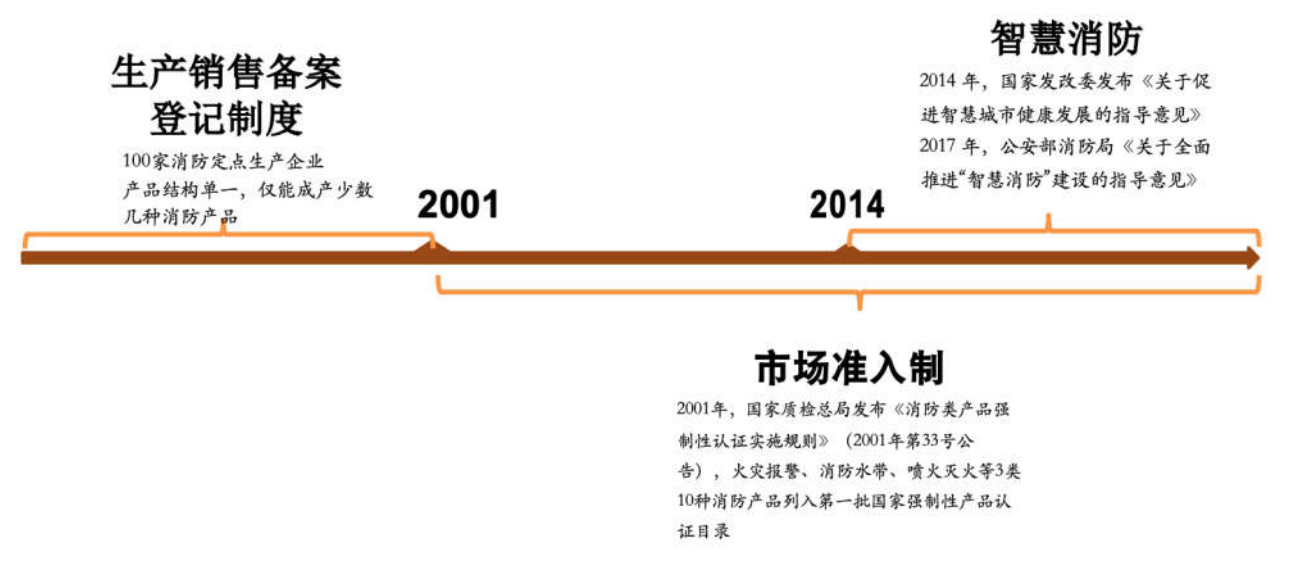 生产销售备案
登记制度
100家消防定点生产企业
产品结构单一，仅能成产少数
几种消防产品
2001
2014
智慧消防
2014 年，国家发改委发布《关于促
进智慧城市健康发展的指导意见》
2017 年，公安部消防局《关于全面
推进“智慧消防”建设的指导意见》
市场准入制
2001年，国家质检总局发布《消防类产品强
制性认证实施规则》（2001年第33号公
告），火灾报警、消防水带、喷火灭火等3类
10种消防产品列入第一批国家强制性产品认
证目录